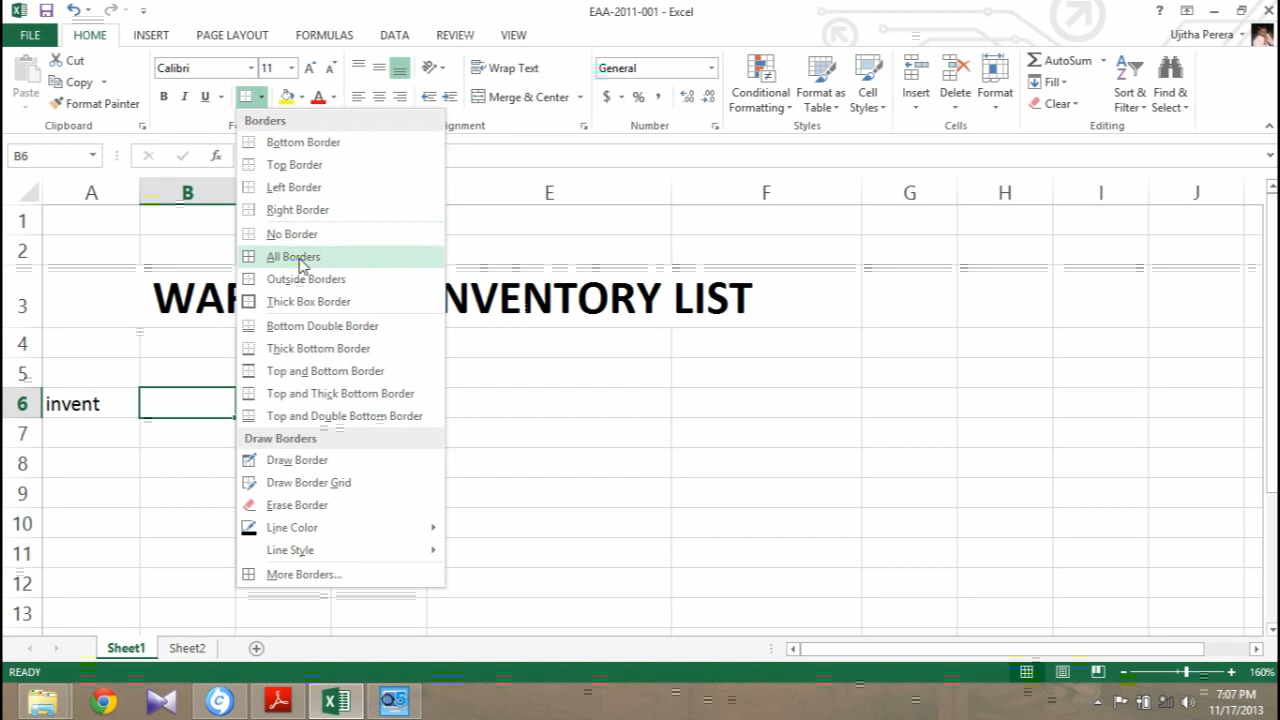 EAA-2011-001 - Excel
FILE HOME INSERT PAGE LAYOUT FORMULAS DATA REVIEW VIEW Ujitha Perera
Paste Cut Copy Format Painter Clipboard
Calibri 11
B I U
Wrap Text
Merge & Center
General
$ % ,
Number
Conditional Formatting Format as Table Cell Styles
Styles
Insert Delete Format
Cells
AutoSum Fill Clear Sort & Filter Find & Select
Editing
B6
fx
A B E F G H I J
Borders
Bottom Border
Top Border
Left Border
Right Border
No Border
All Borders
Outside Borders
Thick Box Border
Bottom Double Border
Thick Bottom Border
Top and Bottom Border
Top and Thick Bottom Border
Top and Double Bottom Border
Draw Borders
Draw Border
Draw Border Grid
Erase Border
Line Color
Line Style
More Borders...
1
2
3 INVENTORY LIST
4
5
6 invent
7
8
9
10
11
12
13
Sheet1 Sheet2
READY 160%
7:07 PM
11/17/2013